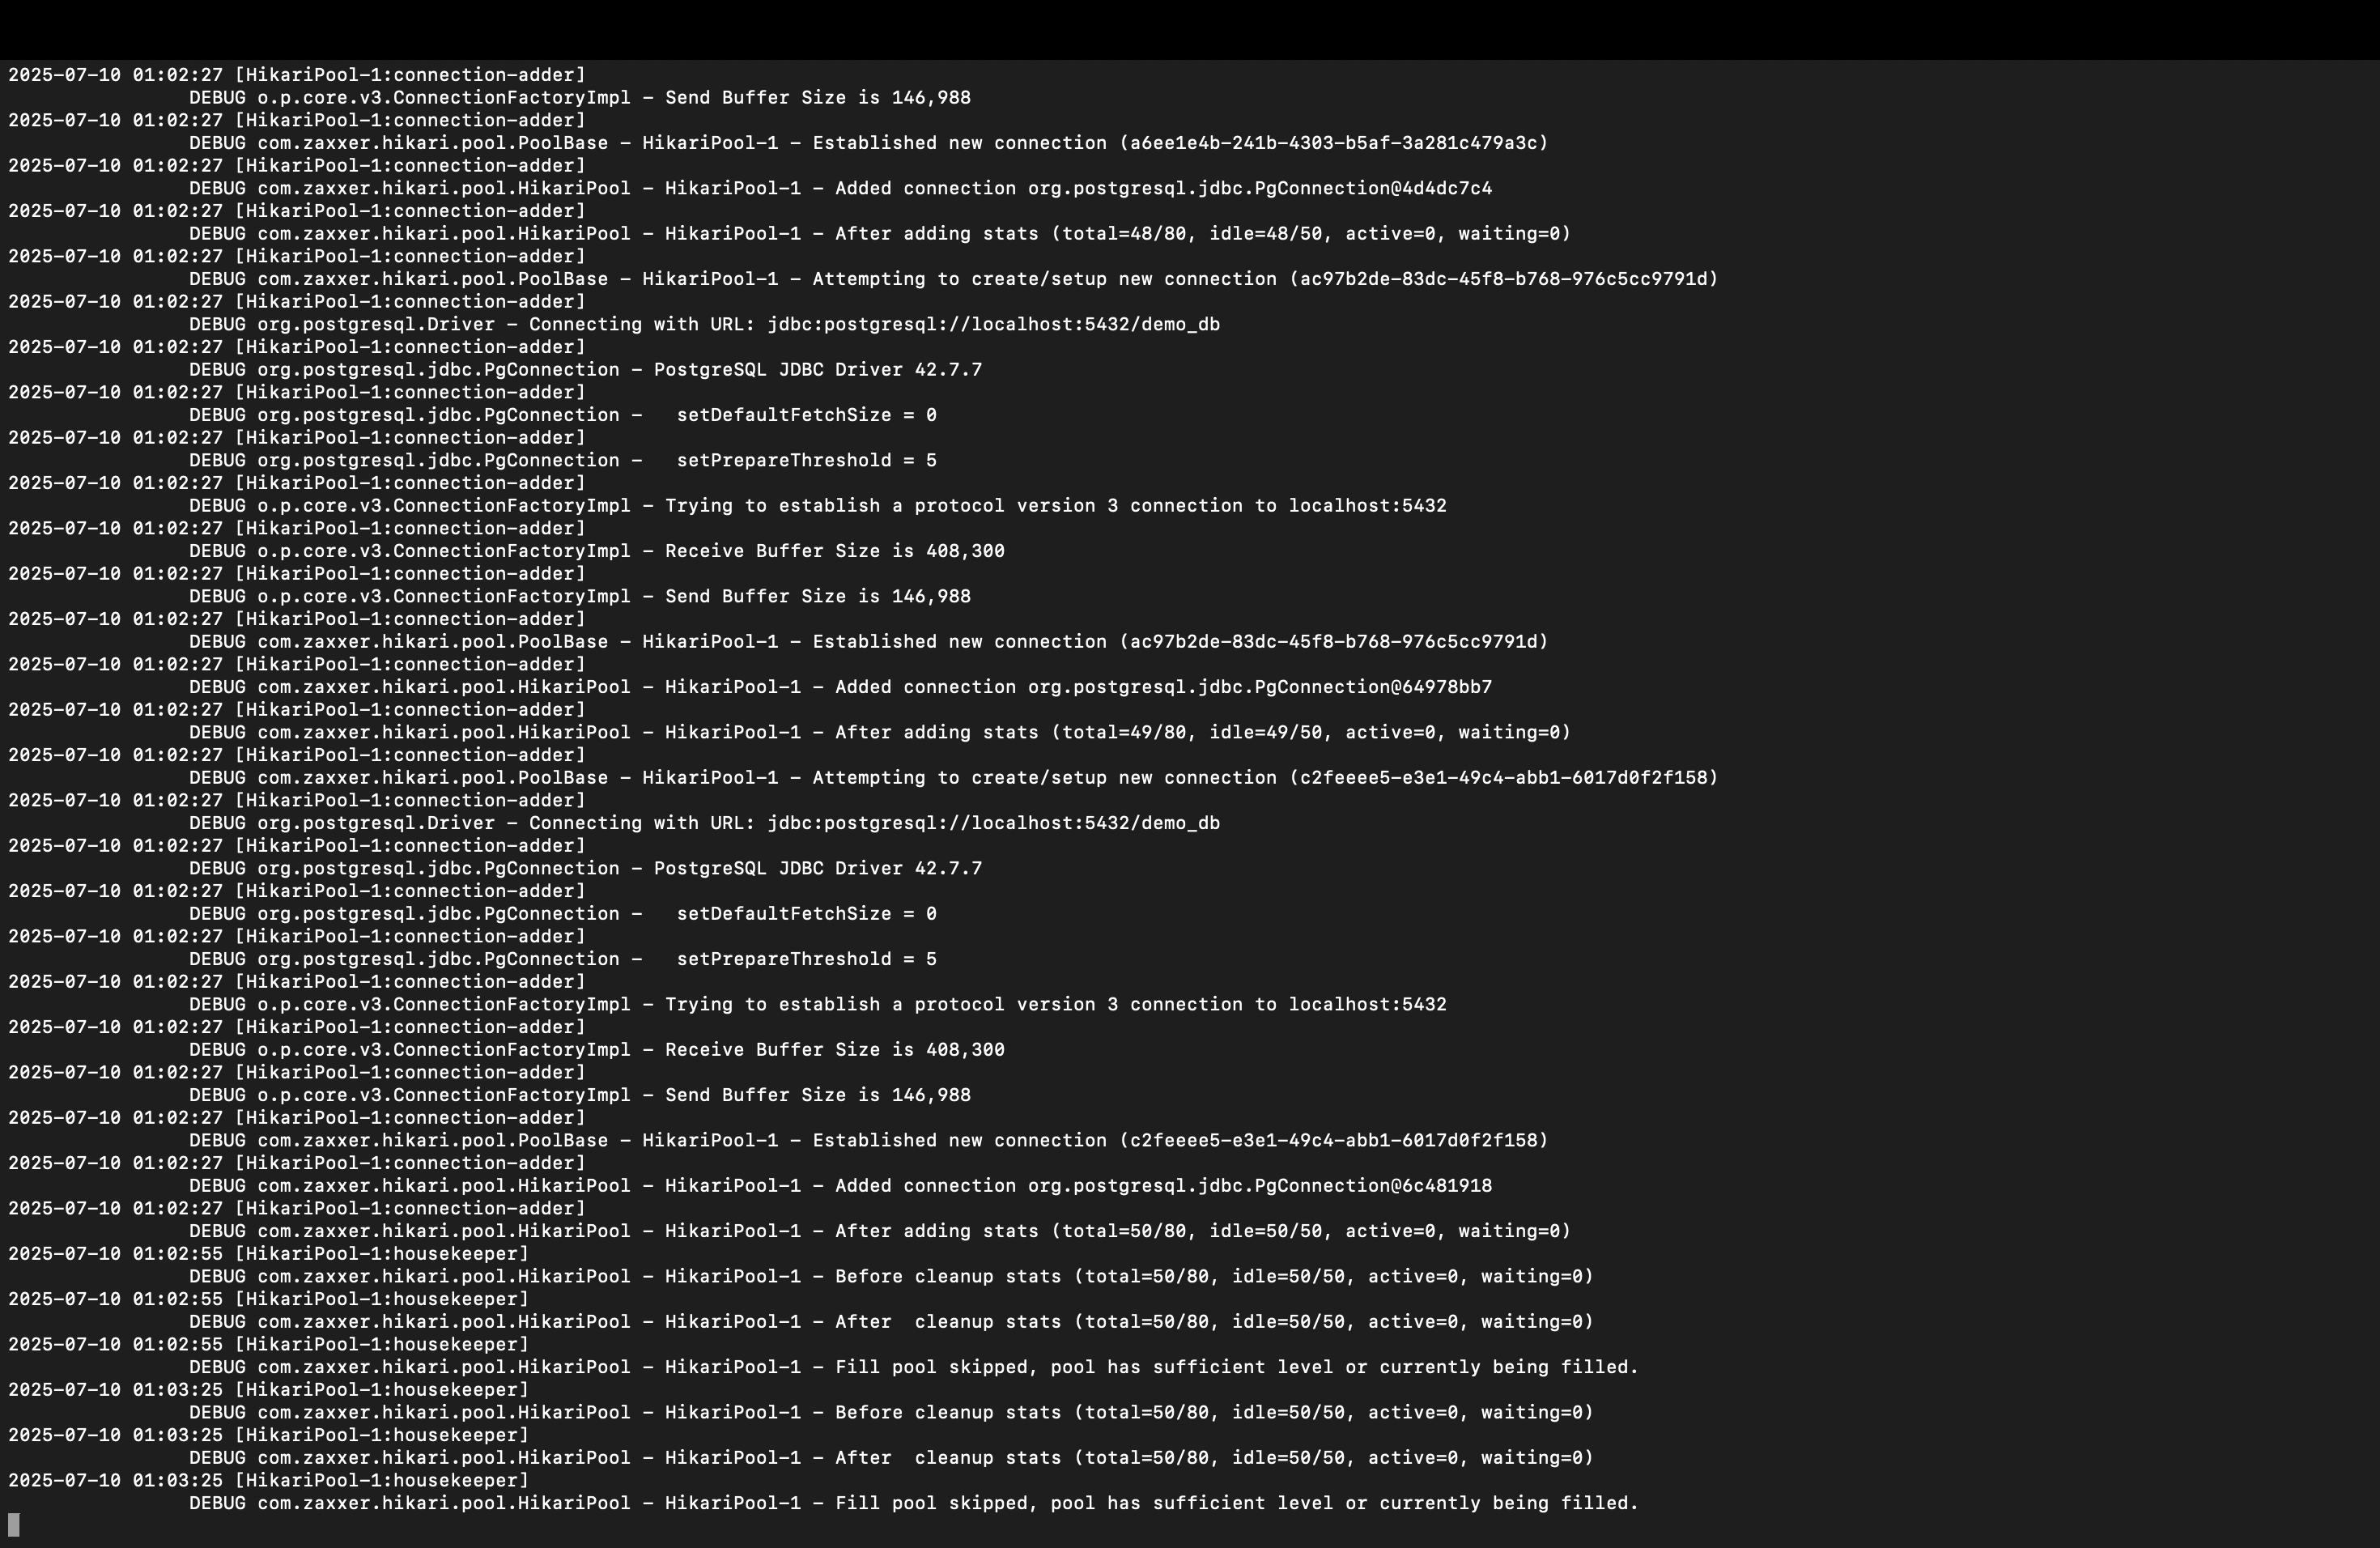 2025-07-10 01:02:27 [HikariPool-1:connection-adder]
DEBUG o.p.core.v3.ConnectionFactoryImpl - Send Buffer Size is 146,988
2025-07-10 01:02:27 [HikariPool-1:connection-adder]
DEBUG com.zaxxer.hikari.pool.PoolBase - HikariPool-1 - Established new connection (a6ee1e4b-241b-4303-b5af-3a281c479a3c)
2025-07-10 01:02:27 [HikariPool-1:connection-adder]
DEBUG com.zaxxer.hikari.pool.HikariPool - HikariPool-1 - Added connection org.postgresql.jdbc.PgConnection@4d4dc7c4
2025-07-10 01:02:27 [HikariPool-1:connection-adder]
DEBUG com.zaxxer.hikari.pool.HikariPool - HikariPool-1 - After adding stats (total=48/80, idle=48/50, active=0, waiting=0)
2025-07-10 01:02:27 [HikariPool-1:connection-adder]
DEBUG com.zaxxer.hikari.pool.PoolBase - HikariPool-1 - Attempting to create/setup new connection (ac97b2de-83dc-45f8-b768-976c5cc9791d)
2025-07-10 01:02:27 [HikariPool-1:connection-adder]
DEBUG org.postgresql.Driver - Connecting with URL: jdbc:postgresql://localhost:5432/demo_db
2025-07-10 01:02:27 [HikariPool-1:connection-adder]
DEBUG org.postgresql.jdbc.PgConnection - PostgreSQL JDBC Driver 42.7.7
2025-07-10 01:02:27 [HikariPool-1:connection-adder]
DEBUG org.postgresql.jdbc.PgConnection -   setDefaultFetchSize = 0
2025-07-10 01:02:27 [HikariPool-1:connection-adder]
DEBUG org.postgresql.jdbc.PgConnection -   setPrepareThreshold = 5
2025-07-10 01:02:27 [HikariPool-1:connection-adder]
DEBUG o.p.core.v3.ConnectionFactoryImpl - Trying to establish a protocol version 3 connection to localhost:5432
2025-07-10 01:02:27 [HikariPool-1:connection-adder]
DEBUG o.p.core.v3.ConnectionFactoryImpl - Receive Buffer Size is 408,300
2025-07-10 01:02:27 [HikariPool-1:connection-adder]
DEBUG o.p.core.v3.ConnectionFactoryImpl - Send Buffer Size is 146,988
2025-07-10 01:02:27 [HikariPool-1:connection-adder]
DEBUG com.zaxxer.hikari.pool.PoolBase - HikariPool-1 - Established new connection (ac97b2de-83dc-45f8-b768-976c5cc9791d)
2025-07-10 01:02:27 [HikariPool-1:connection-adder]
DEBUG com.zaxxer.hikari.pool.HikariPool - HikariPool-1 - Added connection org.postgresql.jdbc.PgConnection@64978bb7
2025-07-10 01:02:27 [HikariPool-1:connection-adder]
DEBUG com.zaxxer.hikari.pool.HikariPool - HikariPool-1 - After adding stats (total=49/80, idle=49/50, active=0, waiting=0)
2025-07-10 01:02:27 [HikariPool-1:connection-adder]
DEBUG com.zaxxer.hikari.pool.PoolBase - HikariPool-1 - Attempting to create/setup new connection (c2feeee5-e3e1-49c4-abb1-6017d0f2f158)
2025-07-10 01:02:27 [HikariPool-1:connection-adder]
DEBUG org.postgresql.Driver - Connecting with URL: jdbc:postgresql://localhost:5432/demo_db
2025-07-10 01:02:27 [HikariPool-1:connection-adder]
DEBUG org.postgresql.jdbc.PgConnection - PostgreSQL JDBC Driver 42.7.7
2025-07-10 01:02:27 [HikariPool-1:connection-adder]
DEBUG org.postgresql.jdbc.PgConnection -   setDefaultFetchSize = 0
2025-07-10 01:02:27 [HikariPool-1:connection-adder]
DEBUG org.postgresql.jdbc.PgConnection -   setPrepareThreshold = 5
2025-07-10 01:02:27 [HikariPool-1:connection-adder]
DEBUG o.p.core.v3.ConnectionFactoryImpl - Trying to establish a protocol version 3 connection to localhost:5432
2025-07-10 01:02:27 [HikariPool-1:connection-adder]
DEBUG o.p.core.v3.ConnectionFactoryImpl - Receive Buffer Size is 408,300
2025-07-10 01:02:27 [HikariPool-1:connection-adder]
DEBUG o.p.core.v3.ConnectionFactoryImpl - Send Buffer Size is 146,988
2025-07-10 01:02:27 [HikariPool-1:connection-adder]
DEBUG com.zaxxer.hikari.pool.PoolBase - HikariPool-1 - Established new connection (c2feeee5-e3e1-49c4-abb1-6017d0f2f158)
2025-07-10 01:02:27 [HikariPool-1:connection-adder]
DEBUG com.zaxxer.hikari.pool.HikariPool - HikariPool-1 - Added connection org.postgresql.jdbc.PgConnection@6c481918
2025-07-10 01:02:27 [HikariPool-1:connection-adder]
DEBUG com.zaxxer.hikari.pool.HikariPool - HikariPool-1 - After adding stats (total=50/80, idle=50/50, active=0, waiting=0)
2025-07-10 01:02:55 [HikariPool-1:housekeeper]
DEBUG com.zaxxer.hikari.pool.HikariPool - HikariPool-1 - Before cleanup stats (total=50/80, idle=50/50, active=0, waiting=0)
2025-07-10 01:02:55 [HikariPool-1:housekeeper]
DEBUG com.zaxxer.hikari.pool.HikariPool - HikariPool-1 - After  cleanup stats (total=50/80, idle=50/50, active=0, waiting=0)
2025-07-10 01:02:55 [HikariPool-1:housekeeper]
DEBUG com.zaxxer.hikari.pool.HikariPool - HikariPool-1 - Fill pool skipped, pool has sufficient level or currently being filled.
2025-07-10 01:03:25 [HikariPool-1:housekeeper]
DEBUG com.zaxxer.hikari.pool.HikariPool - HikariPool-1 - Before cleanup stats (total=50/80, idle=50/50, active=0, waiting=0)
2025-07-10 01:03:25 [HikariPool-1:housekeeper]
DEBUG com.zaxxer.hikari.pool.HikariPool - HikariPool-1 - After  cleanup stats (total=50/80, idle=50/50, active=0, waiting=0)
2025-07-10 01:03:25 [HikariPool-1:housekeeper]
DEBUG com.zaxxer.hikari.pool.HikariPool - HikariPool-1 - Fill pool skipped, pool has sufficient level or currently being filled.